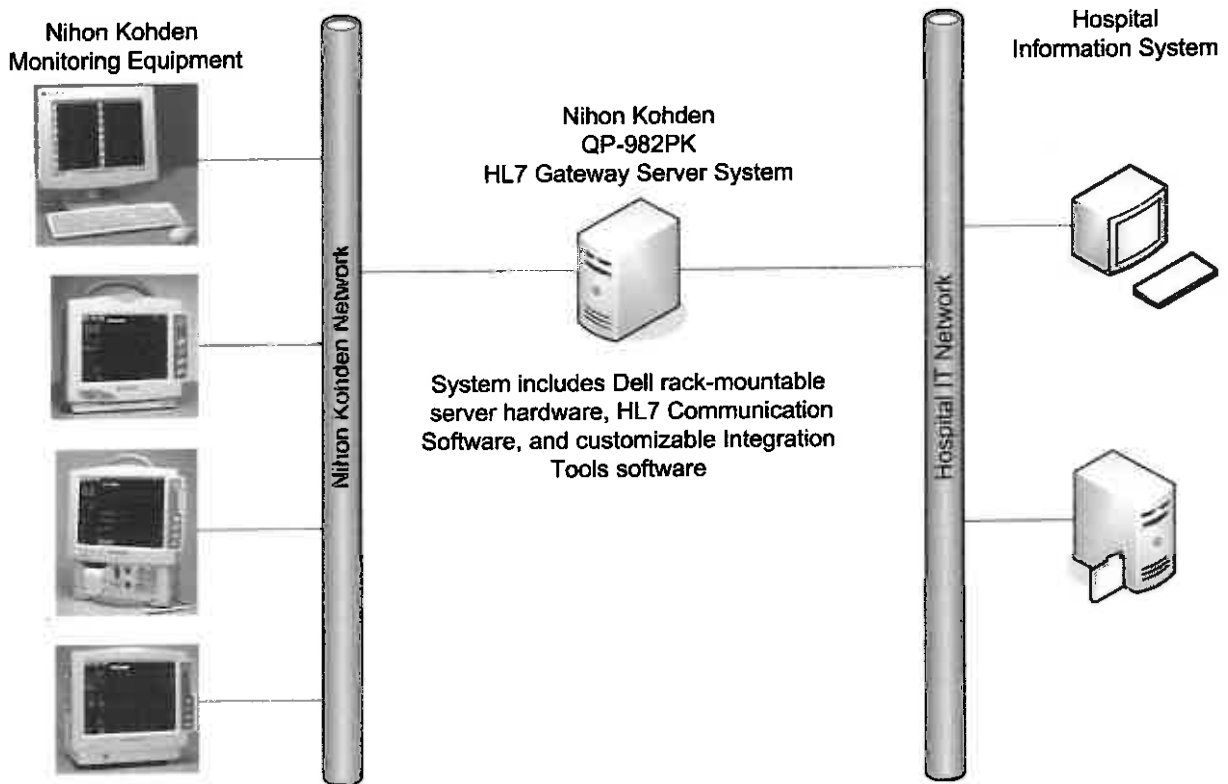 Nihon Kohden
Monitoring Equipment
Hospital
Information System
Nihon Kohden
QP-982PK
HL7 Gateway Server System
Nihon Kohden Network
Hospital IT Network
System includes Dell rack-mountable
server hardware, HL7 Communication
Software, and customizable Integration
Tools software